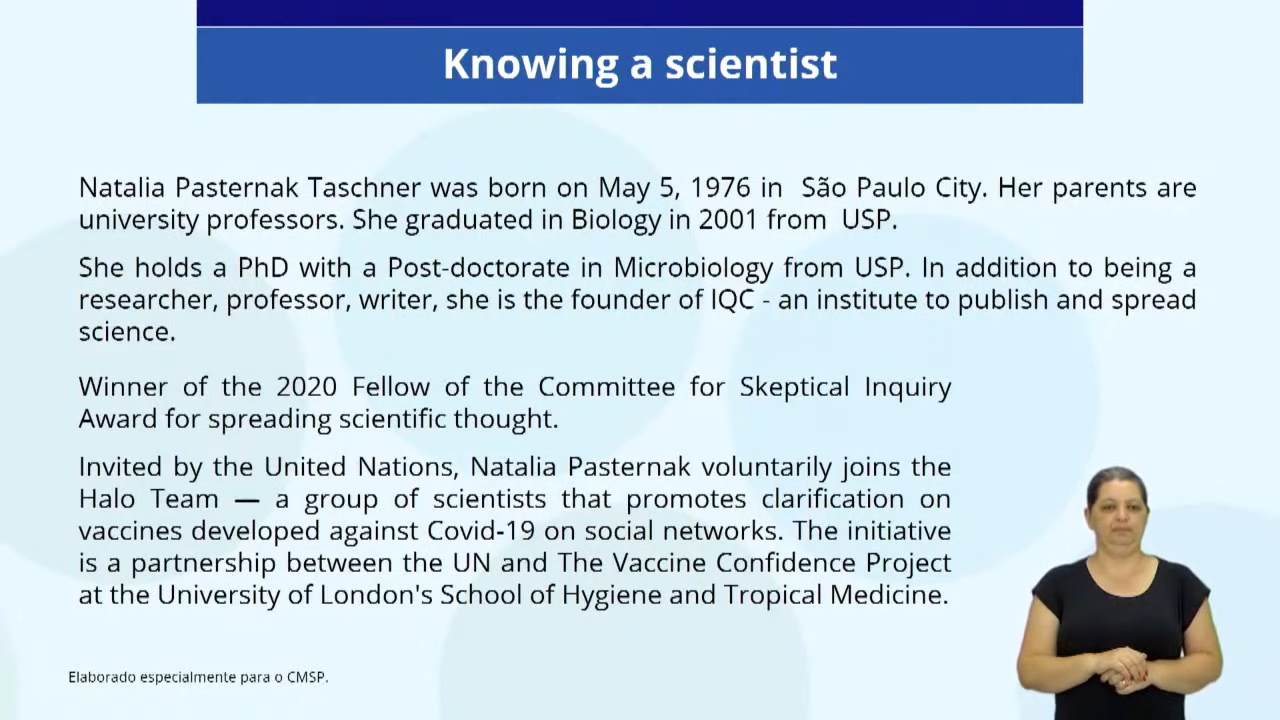 Knowing a scientist
Natalia Pasternak Taschner was born on May 5, 1976 in São Paulo City. Her parents are
university professors. She graduated in Biology in 2001 from USP.
She holds a PhD with a Post-doctorate in Microbiology from USP. In addition to being a
researcher, professor, writer, she is the founder of IQC - an institute to publish and spread
science.
Winner of the 2020 Fellow of the Committee for Skeptical Inquiry
Award for spreading scientific thought.
Invited by the United Nations, Natalia Pasternak voluntarily joins the
Halo Team — a group of scientists that promotes clarification on
vaccines developed against Covid-19 on social networks. The initiative
is a partnership between the UN and The Vaccine Confidence Project
at the University of London's School of Hygiene and Tropical Medicine.
Elaborado especialmente para o CMSP.